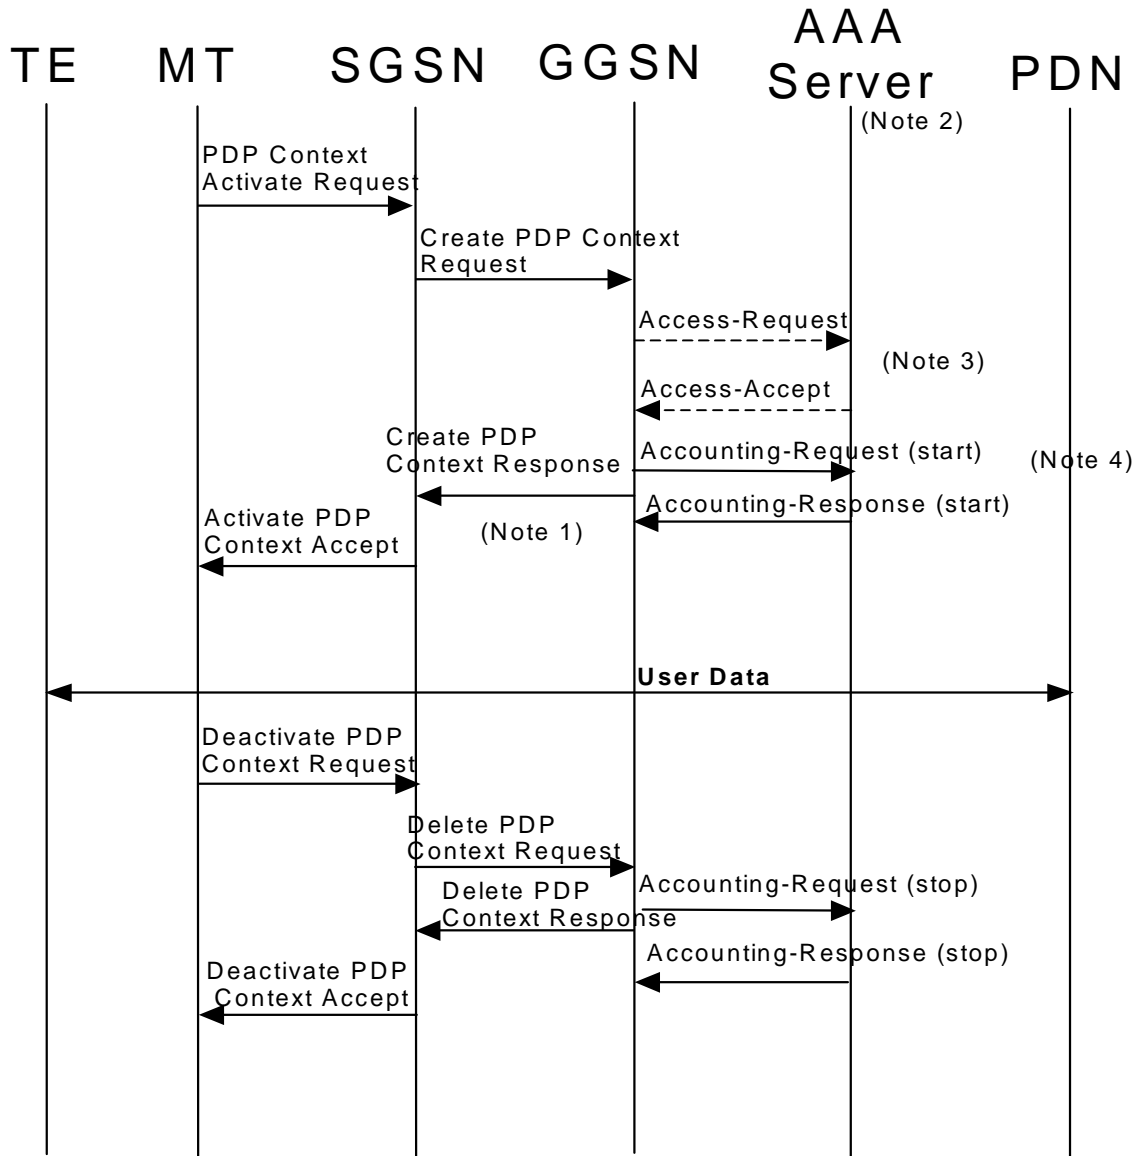 TE
MT
SGSN
GGSN
AAA
Server
PDN
(Note 2)
PDP Context
Activate Request
Create PDP Context
Request
Access-Request
(Note 3)
Access-Accept
Create PDP
Context Response
Accounting-Request (start)
(Note 4)
Accounting-Response (start)
Activate PDP
Context Accept
(Note 1)
User Data
Deactivate PDP
Context Request
Delete PDP
Context Request
Accounting-Request (stop)
Delete PDP
Context Response
Accounting-Response (stop)
Deactivate PDP
Context Accept